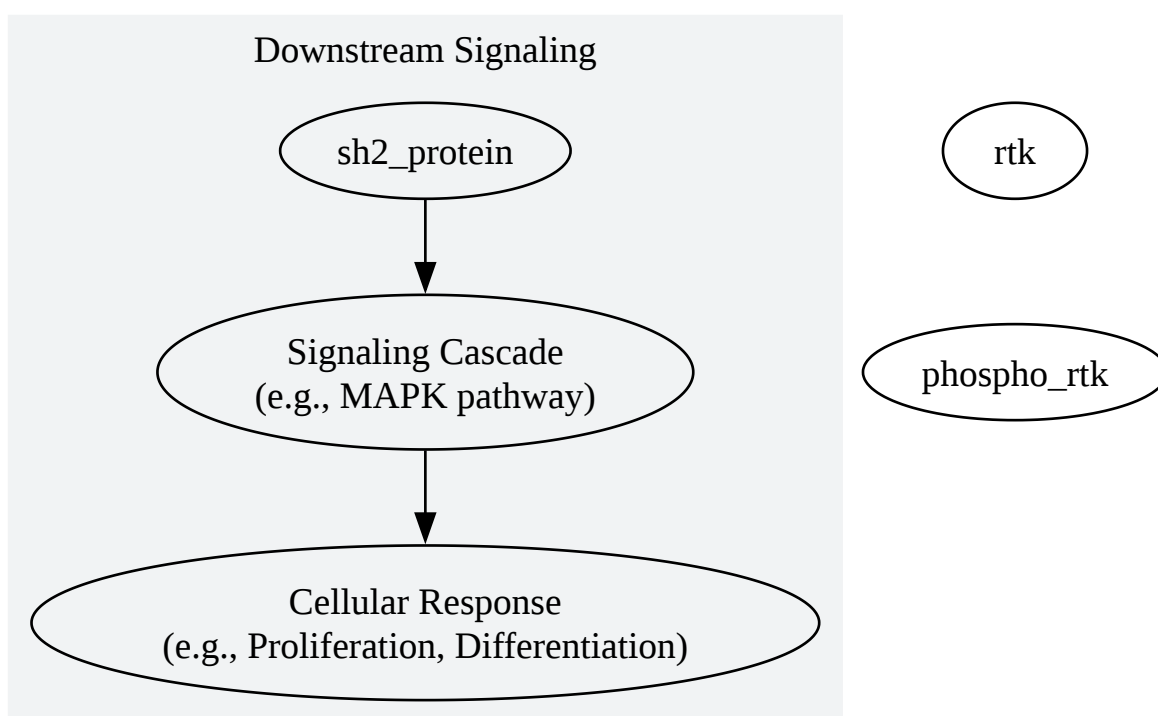 Downstream Signaling
sh2_protein
rtk
Signaling Cascade
(e.g., MAPK pathway)
phospho_rtk
Cellular Response
(e.g., Proliferation, Differentiation)